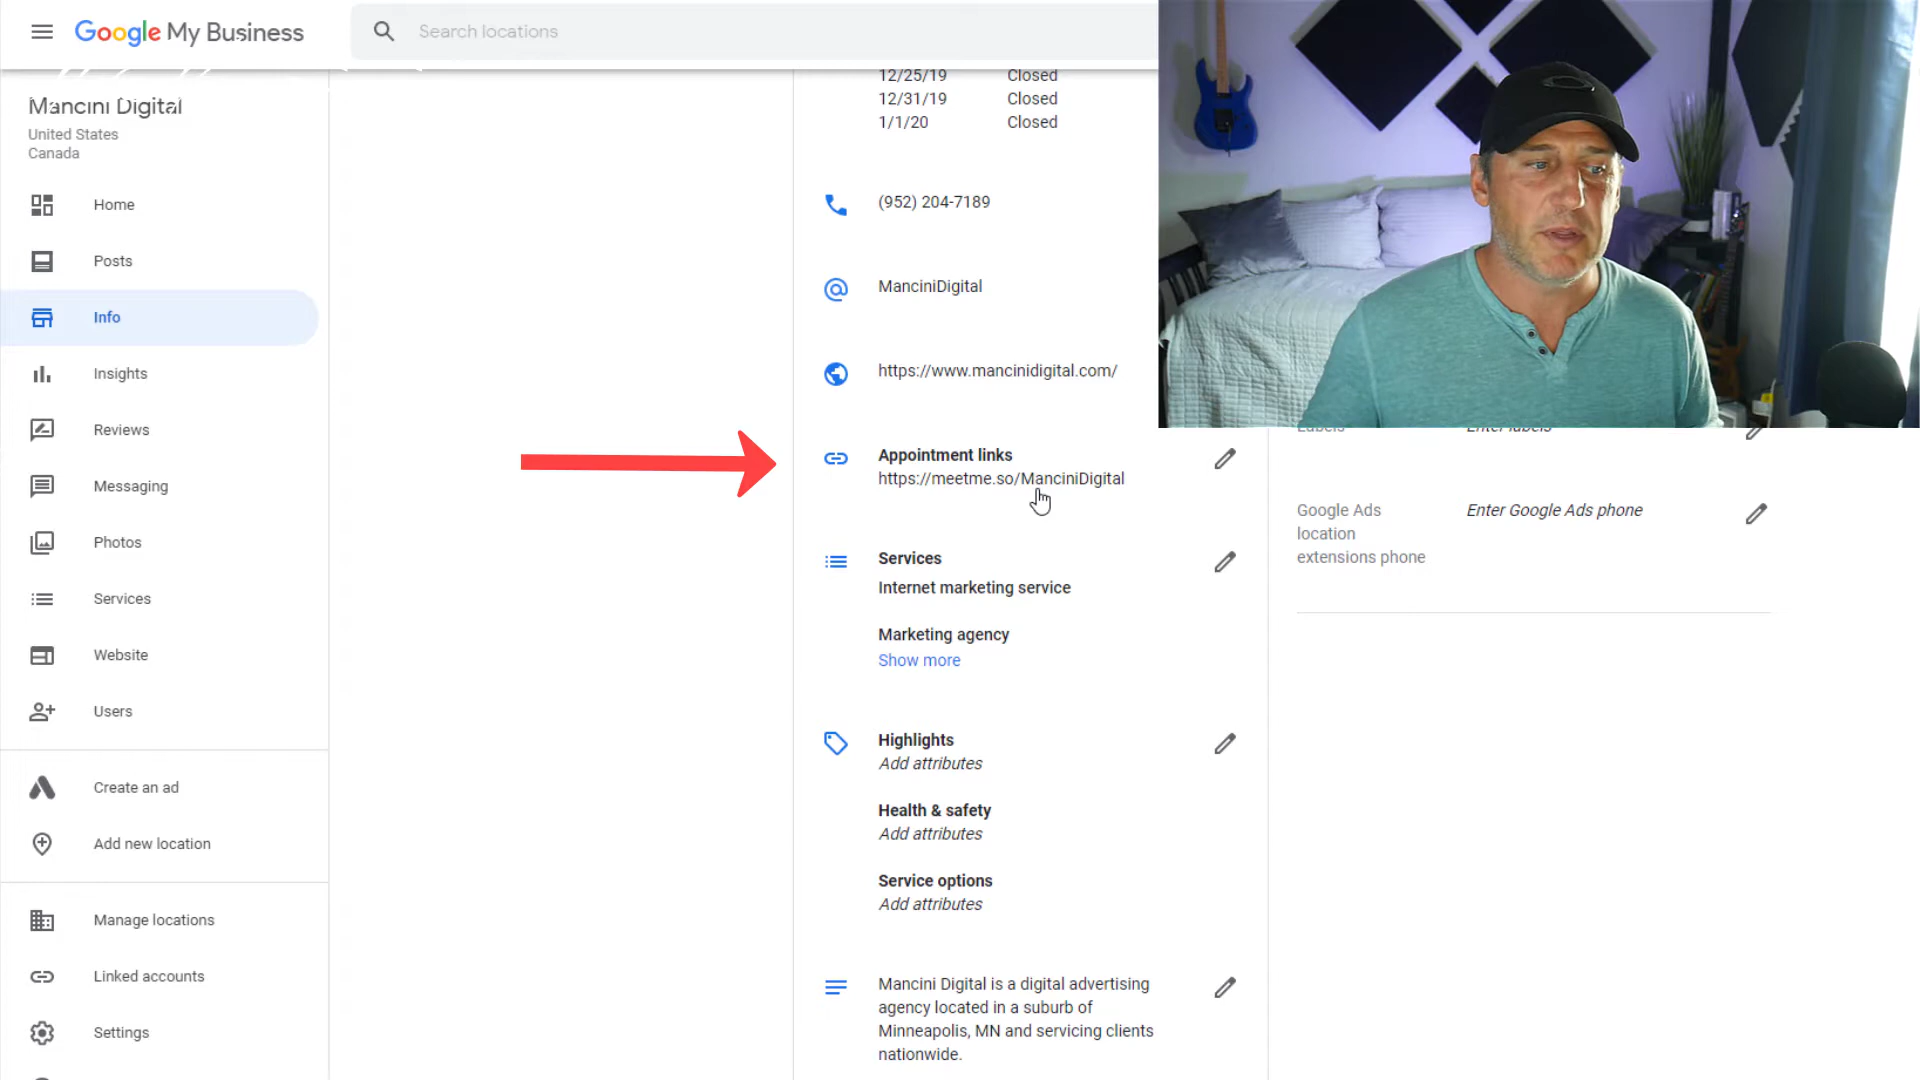 Google My Business
Search locations
Mancini Digital
United States
Canada
Home
Posts
Info
Insights
Reviews
Messaging
Photos
Services
Website
Users
Create an ad
Add new location
Manage locations
Linked accounts
Settings
12/25/19 Closed
12/31/19 Closed
1/1/20 Closed
(952) 204-7189
ManciniDigital
https://www.mancinidigital.com/
Appointment links
https://meetme.so/ManciniDigital
Services
Internet marketing service
Marketing agency
Show more
Highlights
Add attributes
Health & safety
Add attributes
Service options
Add attributes
Mancini Digital is a digital advertising
agency located in a suburb of
Minneapolis, MN and servicing clients
nationwide.
Labels Enter labels
Google Ads
location
extensions phone
Enter Google Ads phone